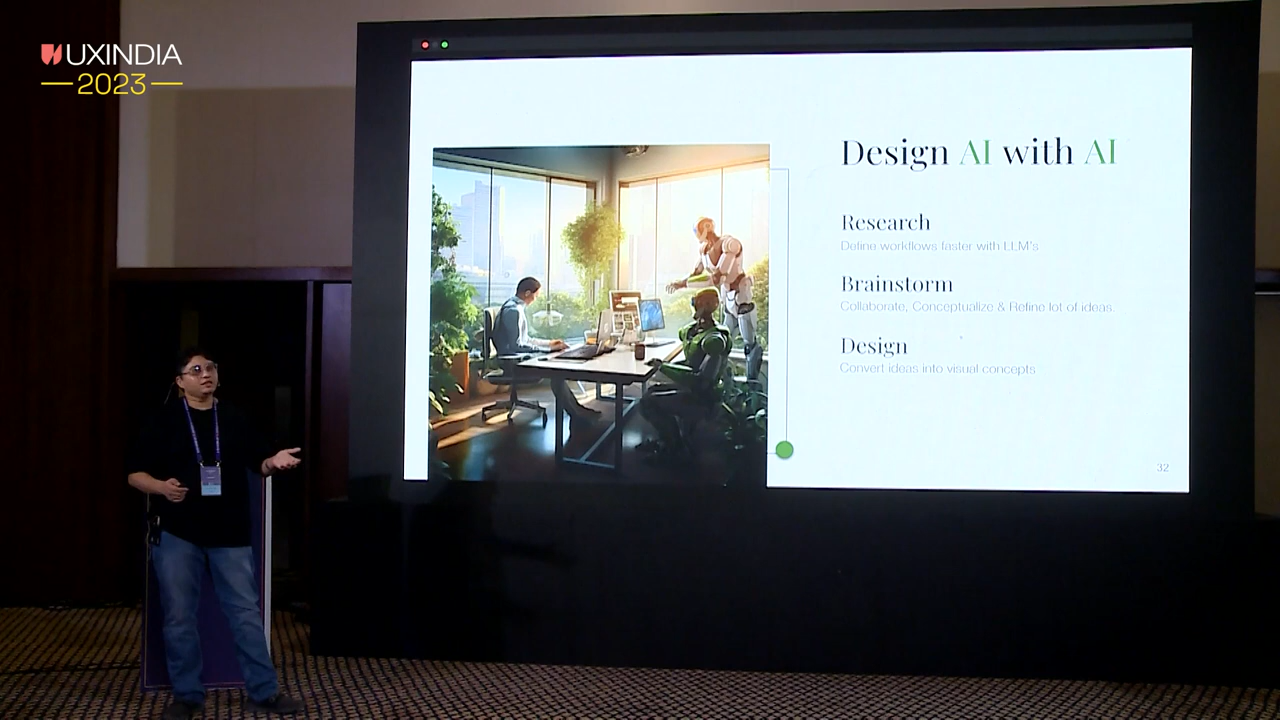 UXINDIA
2023
Design AI with AI
Research
Define workflows faster with LLM's
Brainstorm
Collaborate, Conceptualize & Refine lot of ideas.
Design
Convert ideas into visual concepts
32